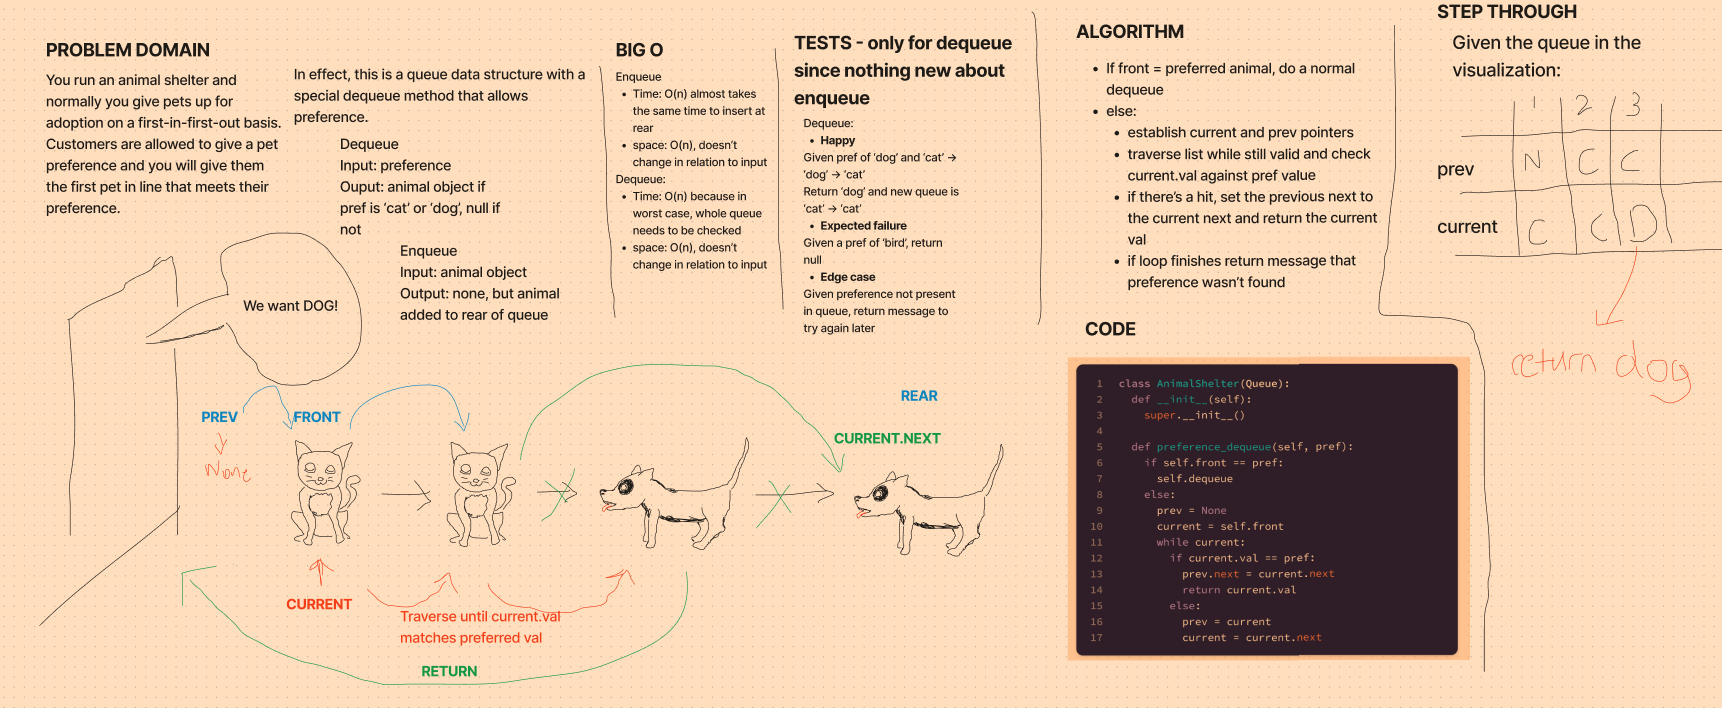 PROBLEM DOMAIN
You run an animal shelter and
normally you give pets up for
adoption on a first-in-first-out basis.
Customers are allowed to give a pet
preference and you will give them
the first pet in line that meets their
preference.
In effect, this is a queue data structure with a
special dequeue method that allows
preference.
Dequeue
Input: preference
Ouput: animal object if
pref is ‘cat’ or ‘dog’, null if
not
Enqueue
Input: animal object
Output: none, but animal
added to rear of queue
BIG O
Enqueue
• Time: O(n) almost takes
the same time to insert at
rear
• space: O(n), doesn’t
change in relation to input
Dequeue:
• Time: O(n) because in
worst case, whole queue
needs to be checked
• space: O(n), doesn’t
change in relation to input
TESTS - only for dequeue
since nothing new about
enqueue
Dequeue:
• Happy
Given pref of ‘dog’ and ‘cat’ →
‘dog’ → ‘cat’
Return ‘dog’ and new queue is
‘cat’ → ‘cat’
• Expected failure
Given a pref of ‘bird’, return
null
• Edge case
Given preference not present
in queue, return message to
try again later
ALGORITHM
• If front = preferred animal, do a normal
dequeue
• else:
• establish current and prev pointers
• traverse list while still valid and check
current.val against pref value
• if there’s a hit, set the previous next to
the current next and return the current
val
• if loop finishes return message that
preference wasn’t found
STEP THROUGH
Given the queue in the
visualization:
1 2 3
prev N C C
current C C D
return dog
We want DOG!
PREV
None
FRONT
REAR
CURRENT.NEXT
CURRENT
Traverse until current.val
matches preferred val
RETURN
CODE
1 class AnimalShelter(Queue):
2 def __init__(self):
3 super.__init__()
4
5 def preference_dequeue(self, pref):
6 if self.front == pref:
7 self.dequeue
8 else:
9 prev = None
10 current = self.front
11 while current:
12 if current.val == pref:
13 prev.next = current.next
14 return current.val
15 else:
16 prev = current
17 current = current.next